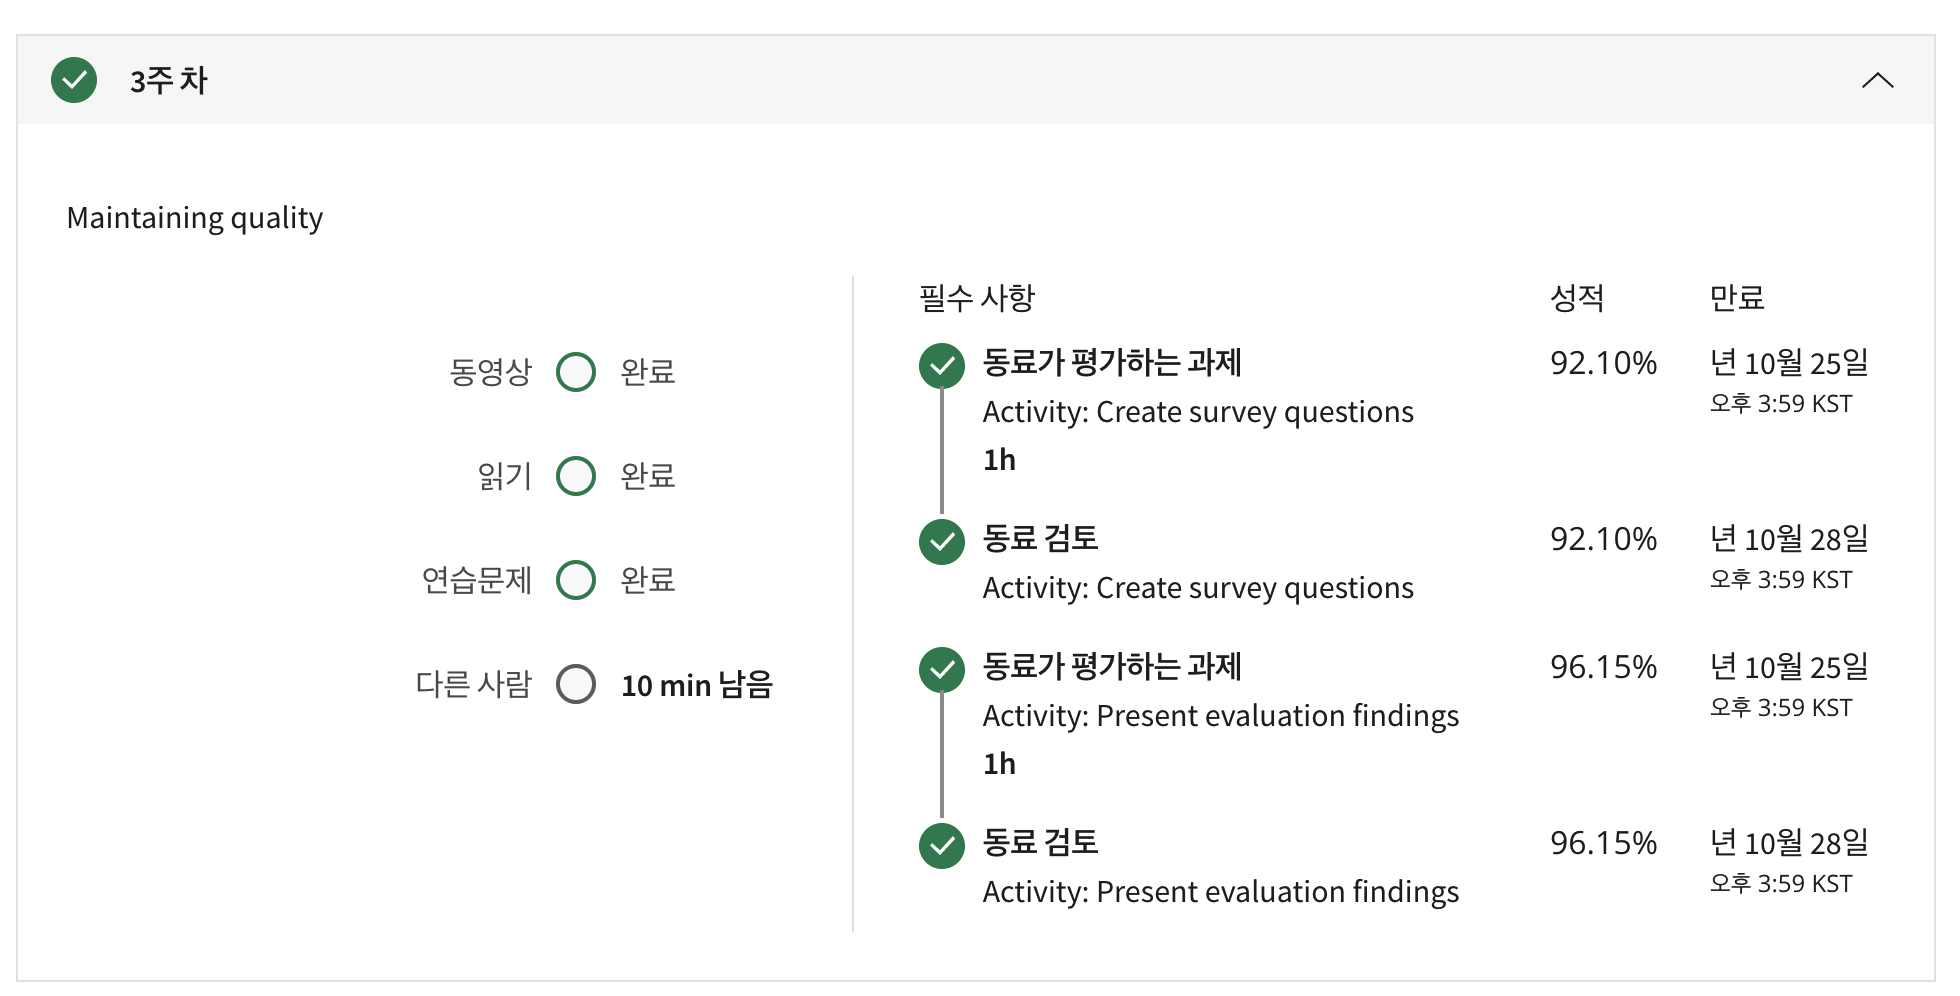 3주 차
Maintaining quality
동영상 완료
읽기 완료
연습문제 완료
다른 사람 10 min 남음
필수 사항 성적 만료
동료가 평가하는 과제 92.10% 년 10월 25일
Activity: Create survey questions 오후 3:59 KST
1h
동료 검토 92.10% 년 10월 28일
Activity: Create survey questions 오후 3:59 KST
동료가 평가하는 과제 96.15% 년 10월 25일
Activity: Present evaluation findings 오후 3:59 KST
1h
동료 검토 96.15% 년 10월 28일
Activity: Present evaluation findings 오후 3:59 KST